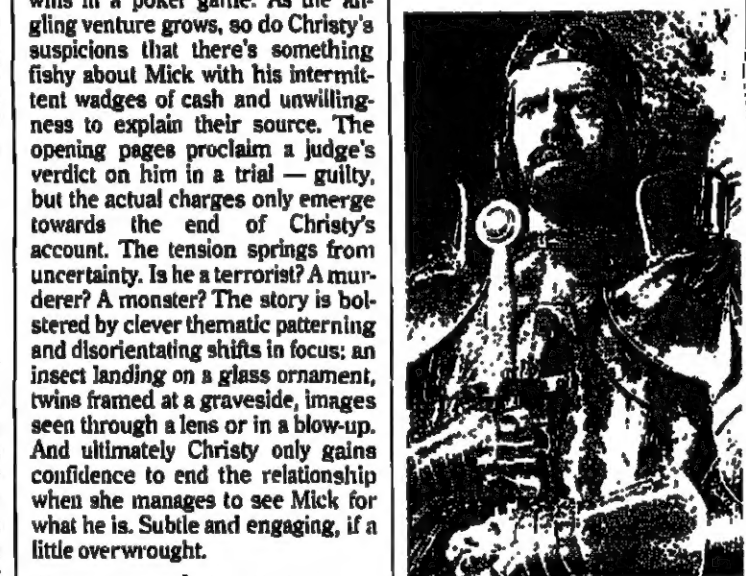 wins in a poker game. As the an-
gling venture grows, so do Christy's
suspicions that there's something
fishy about Mick with his intermit-
tent wadges of cash and unwilling-
ness to explain their source. The
opening pages proclaim a judge's
verdict on him in a trial — guilty,
but the actual charges only emerge
towards the end of Christy's
account. The tension springs from
uncertainty. Is he a terrorist? A mur-
derer? A monster? The story is bol-
stered by clever thematic patterning
and disorientating shifts in focus: an
insect landing on a glass ornament,
twins framed at a graveside, images
seen through a lens or in a blow-up.
And ultimately Christy only gains
confidence to end the relationship
when she manages to see Mick for
what he is. Subtle and engaging, if a
little overwrought.